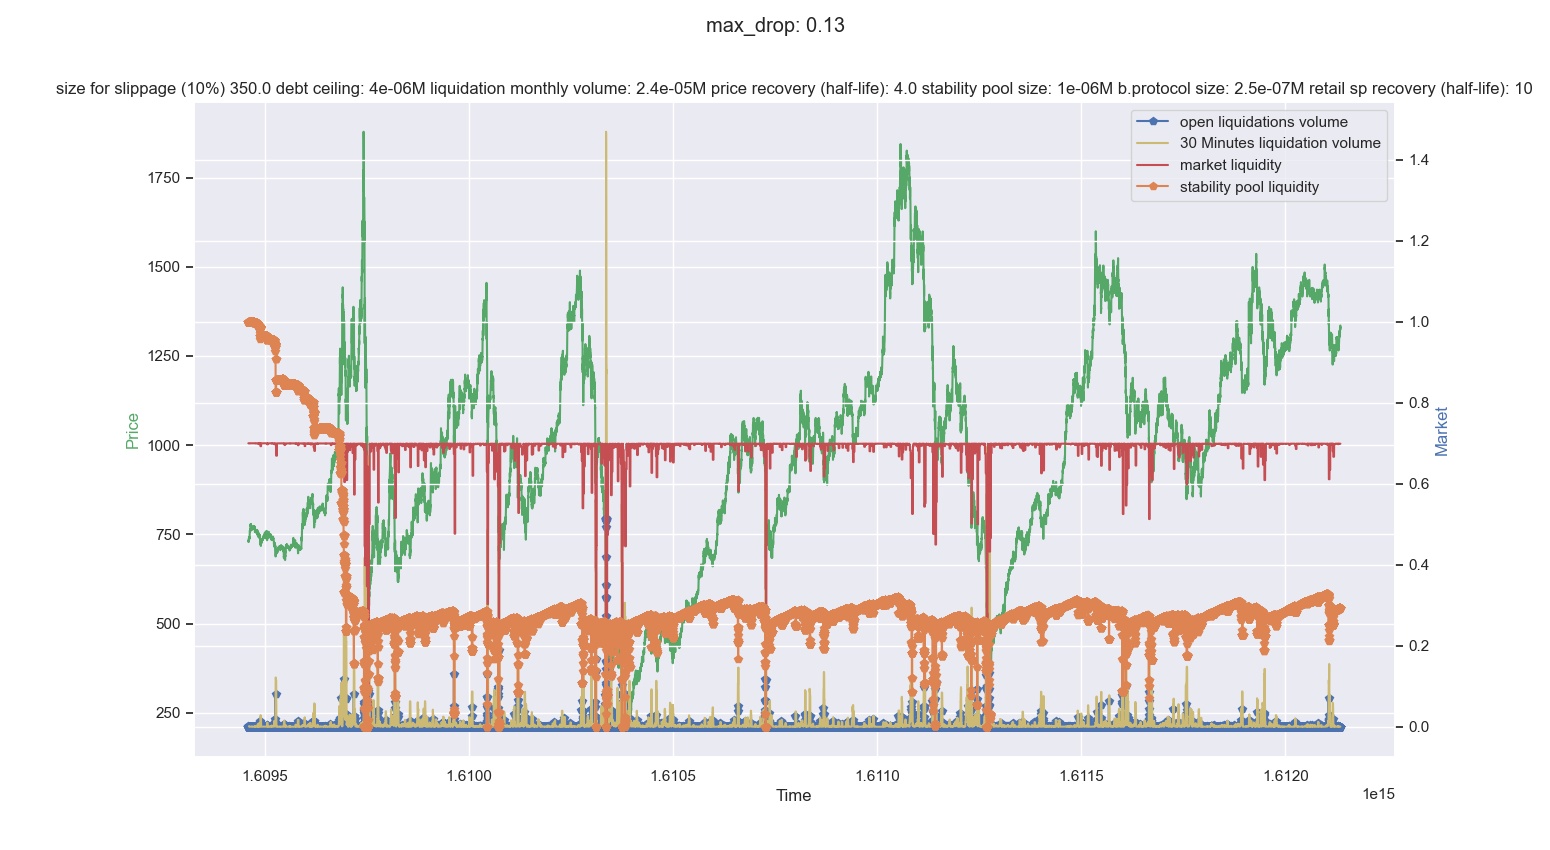 max_drop: 0.13
size for slippage (10%) 350.0 debt ceiling: 4e-06M liquidation monthly volume: 2.4e-05M price recovery (half-life): 4.0 stability pool size: 1e-06M b.protocol size: 2.5e-07M retail sp recovery (half-life): 10
open liquidations volume
30 Minutes liquidation volume
market liquidity
stability pool liquidity
1750
1500
1250
1000
750
500
250
Price
1.4
1.2
1.0
0.8
0.6
0.4
0.2
0.0
Market
1.6095 1.6100 1.6105 1.6110 1.6115 1.6120
Time
1e15